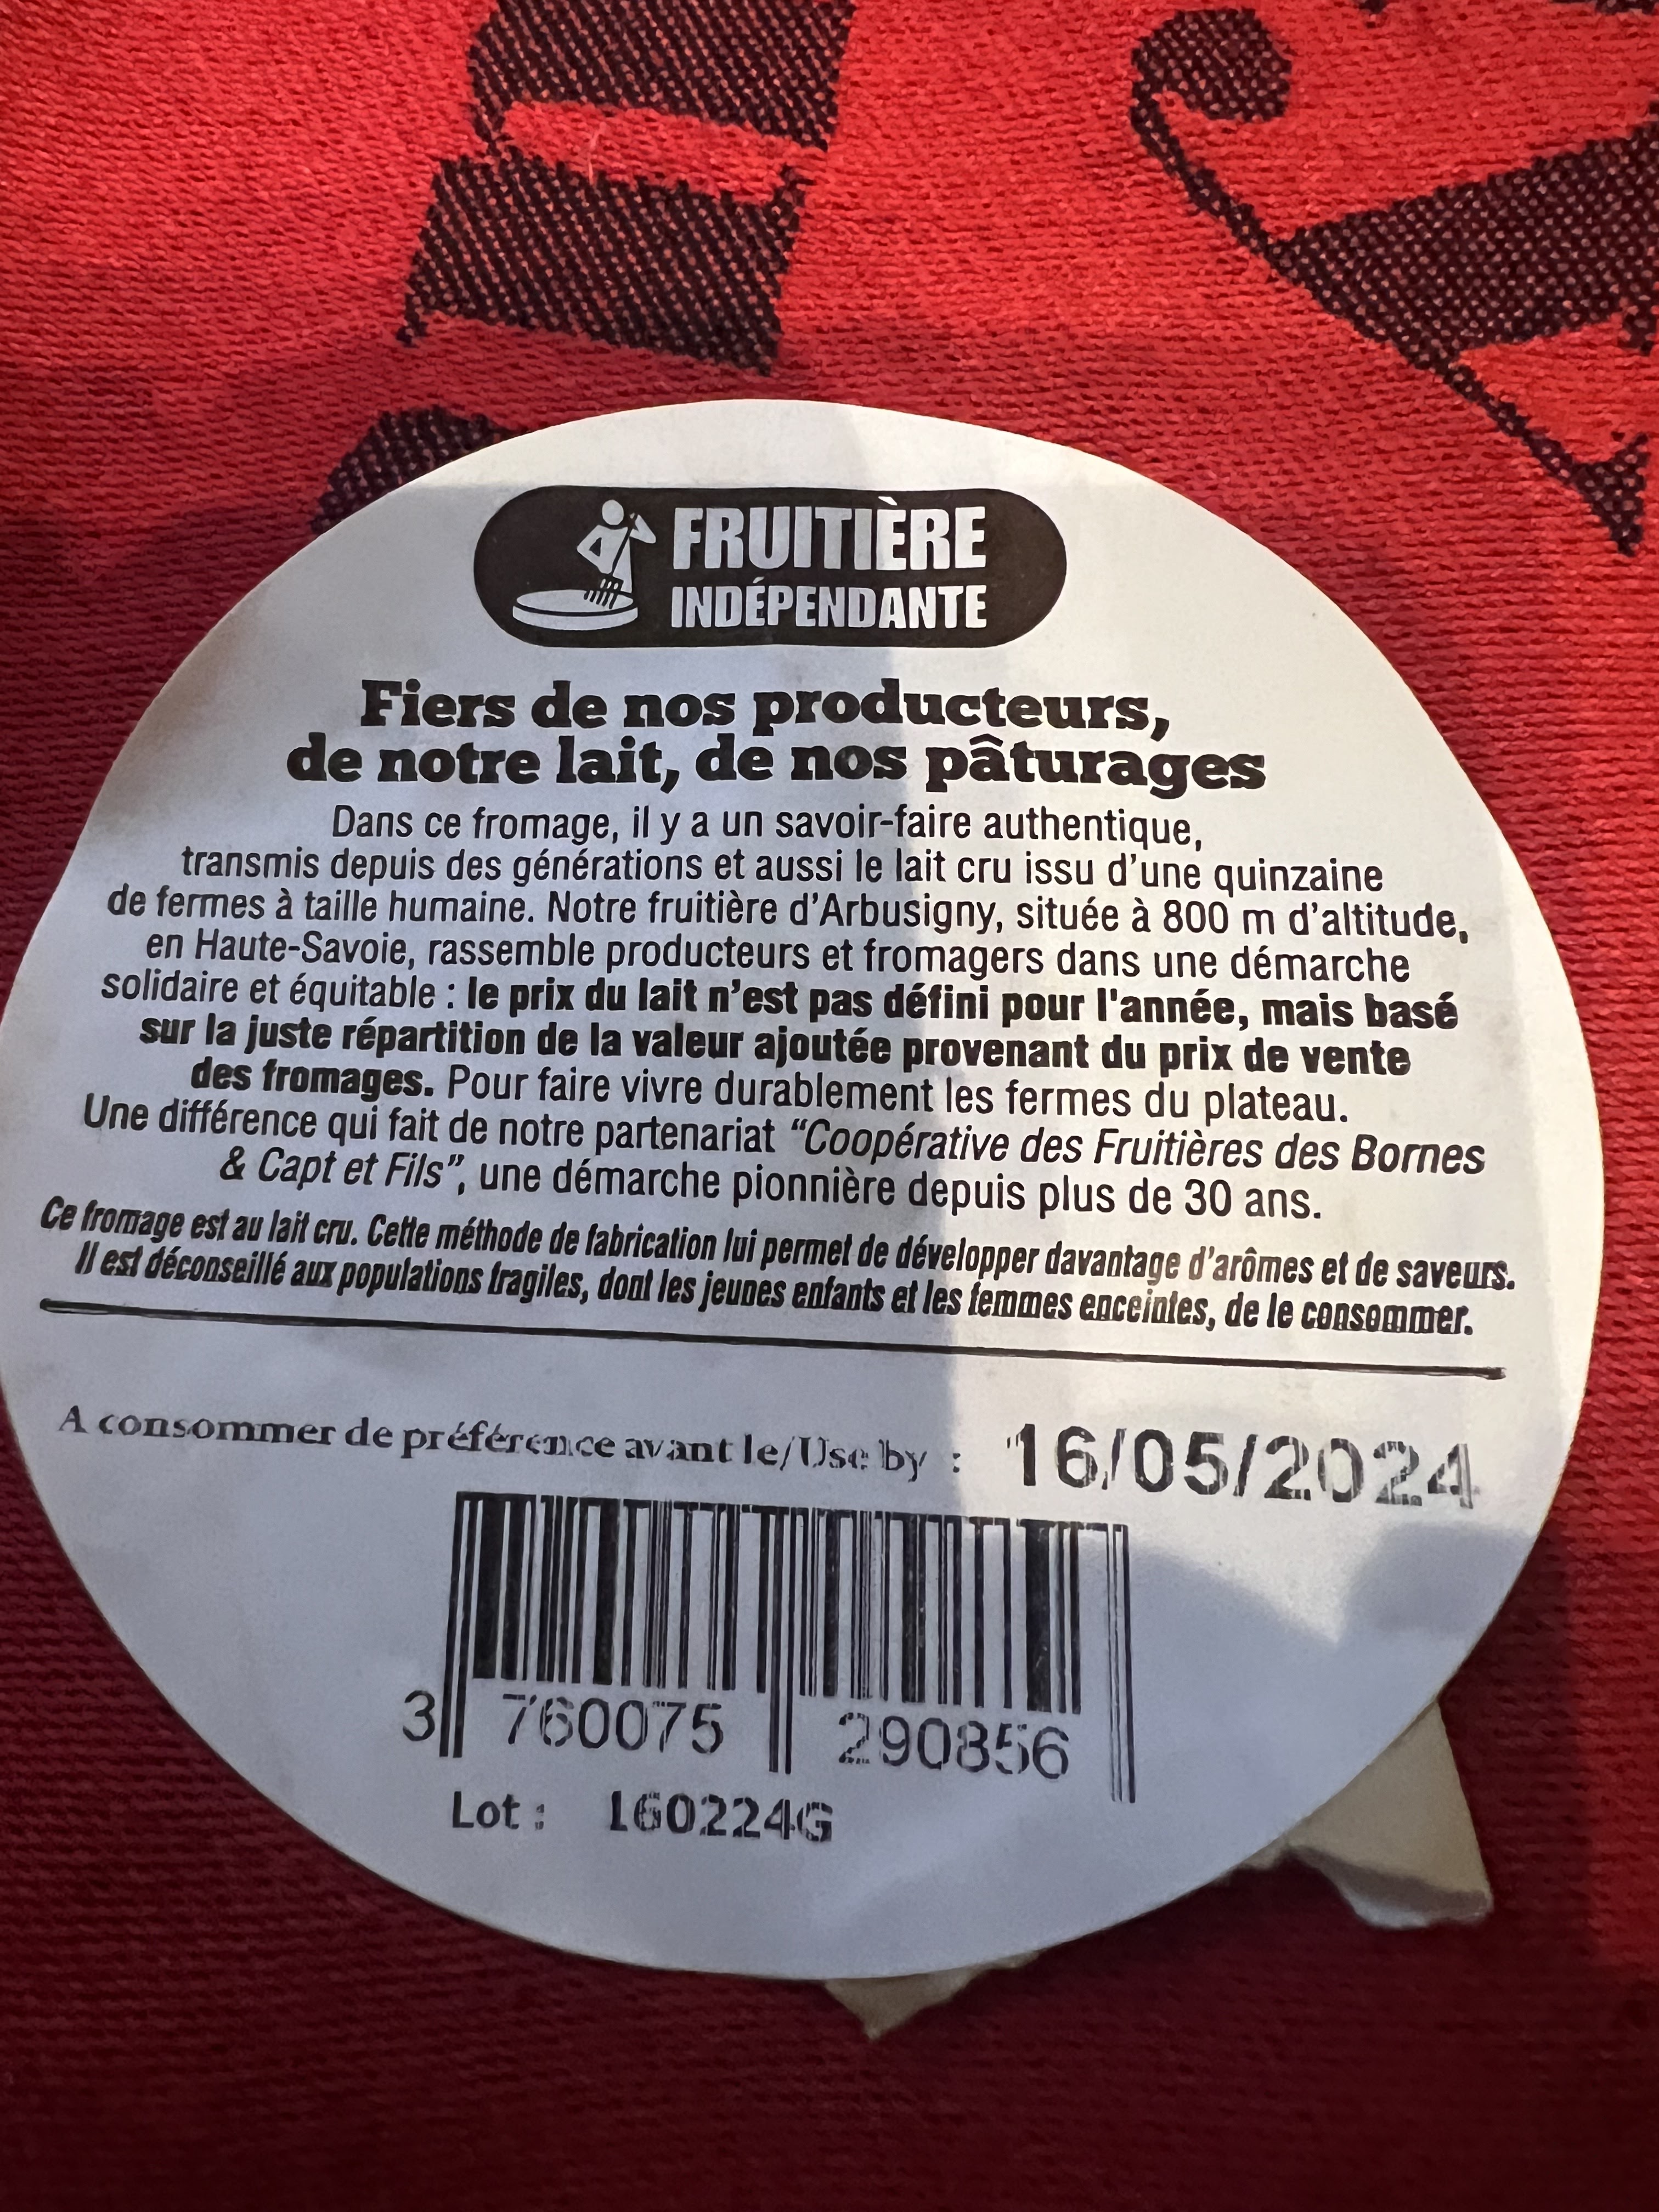 FRUITIÈRE
INDÉPENDANTE
Fiers de nos producteurs,
de notre lait, de nos pâturages
Dans ce fromage, il y a un savoir-faire authentique,
transmis depuis des générations et aussi le lait cru issu d'une quinzaine
de fermes à taille humaine. Notre fruitière d'Arbusigny, située à 800 m d'altitude,
en Haute-Savoie, rassemble producteurs et fromagers dans une démarche
solidaire et équitable : le prix du lait n'est pas défini pour l'année, mais basé
sur la juste répartition de la valeur ajoutée provenant du prix de vente
des fromages. Pour faire vivre durablement les fermes du plateau.
Une différence qui fait de notre partenariat “Coopérative des Fruitières des Bornes
& Capt et Fils”, une démarche pionnière depuis plus de 30 ans.
Ce fromage est au lait cru. Cette méthode de fabrication lui permet de développer davantage d'arômes et de saveurs.
Il est déconseillé aux populations fragiles, dont les jeunes enfants et les femmes enceintes, de le consommer.
A consommer de préférence avant le/Use by : 16/05/2024
3 760075 290856
Lot : 160224G